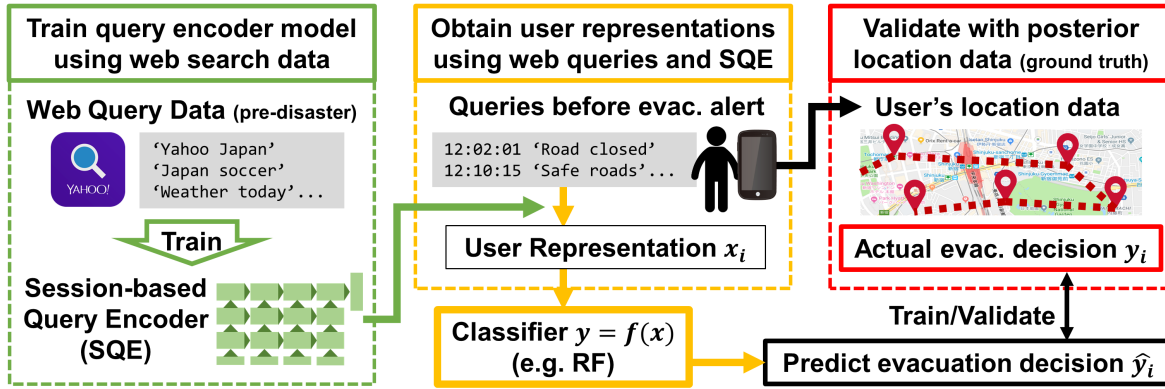 Train query encoder model
using web search data
Web Query Data (pre-disaster)
YAHOO!
‘Yahoo Japan’
‘Japan soccer’
‘Weather today’...
Train
Session-based
Query Encoder
(SQE)
Obtain user representations
using web queries and SQE
Queries before evac. alert
12:02:01 ‘Road closed’
12:10:15 ‘Safe roads’...
User Representation x_i
Classifier y = f(x)
(e.g. RF)
Validate with posterior
location data (ground truth)
User’s location data
Actual evac. decision y_i
Train/Validate
Predict evacuation decision ŷ_i